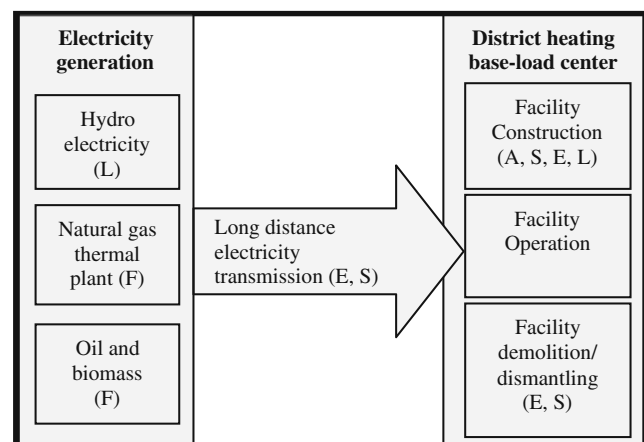 Electricity
generation
Hydro
electricity
(L)
Natural gas
thermal
plant (F)
Oil and
biomass
(F)
Long distance
electricity
transmission (E, S)
District heating
base-load center
Facility
Construction
(A, S, E, L)
Facility
Operation
Facility
demolition/
dismantling
(E, S)